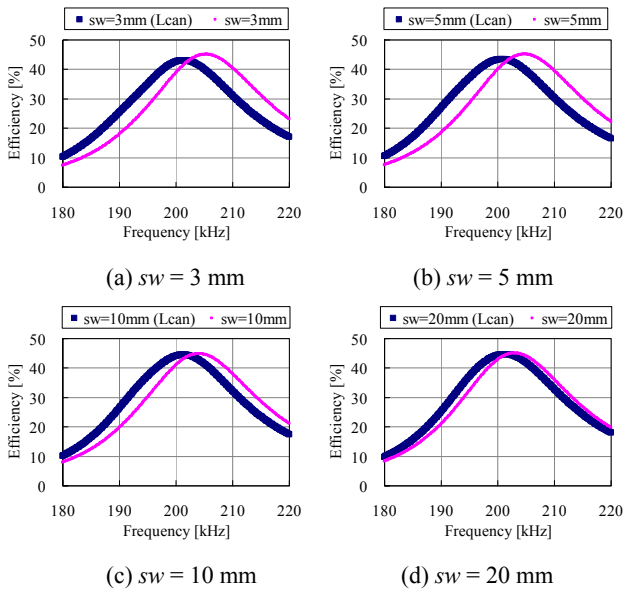 sw=3mm (Lcan) sw=3mm
50
40
30
20
10
0
Efficiency [%]
180 190 200 210 220
Frequency [kHz]
(a) sw = 3 mm
sw=5mm (Lcan) sw=5mm
50
40
30
20
10
0
Efficiency [%]
180 190 200 210 220
Frequency [kHz]
(b) sw = 5 mm
sw=10mm (Lcan) sw=10mm
50
40
30
20
10
0
Efficiency [%]
180 190 200 210 220
Frequency [kHz]
(c) sw = 10 mm
sw=20mm (Lcan) sw=20mm
50
40
30
20
10
0
Efficiency [%]
180 190 200 210 220
Frequency [kHz]
(d) sw = 20 mm